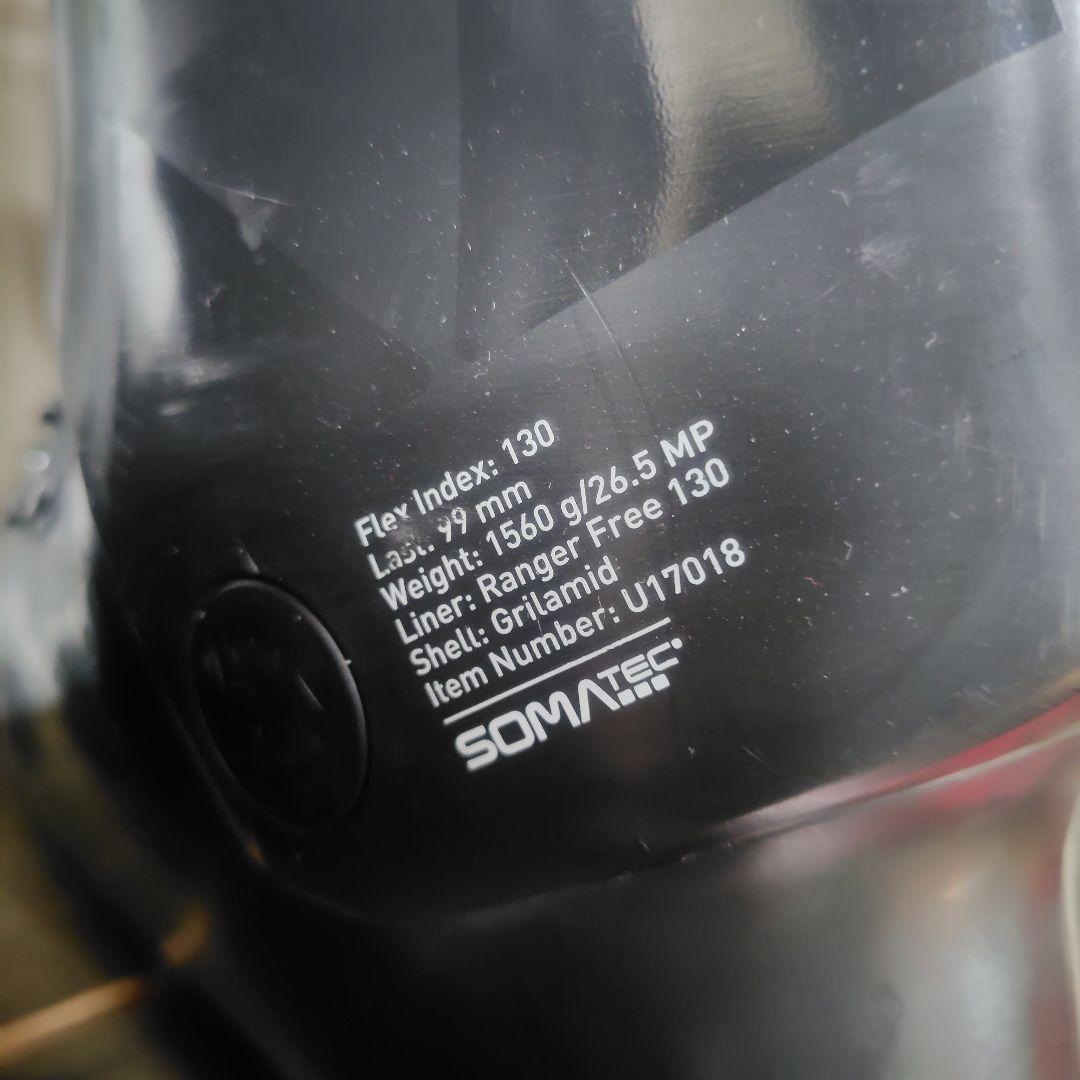 Flex Index: 130
Last: 99 mm
Weight: 1560 g/26.5 MP
Liner: Ranger Free 130
Shell: Grilamid
Item Number: U17018
SOMATEC